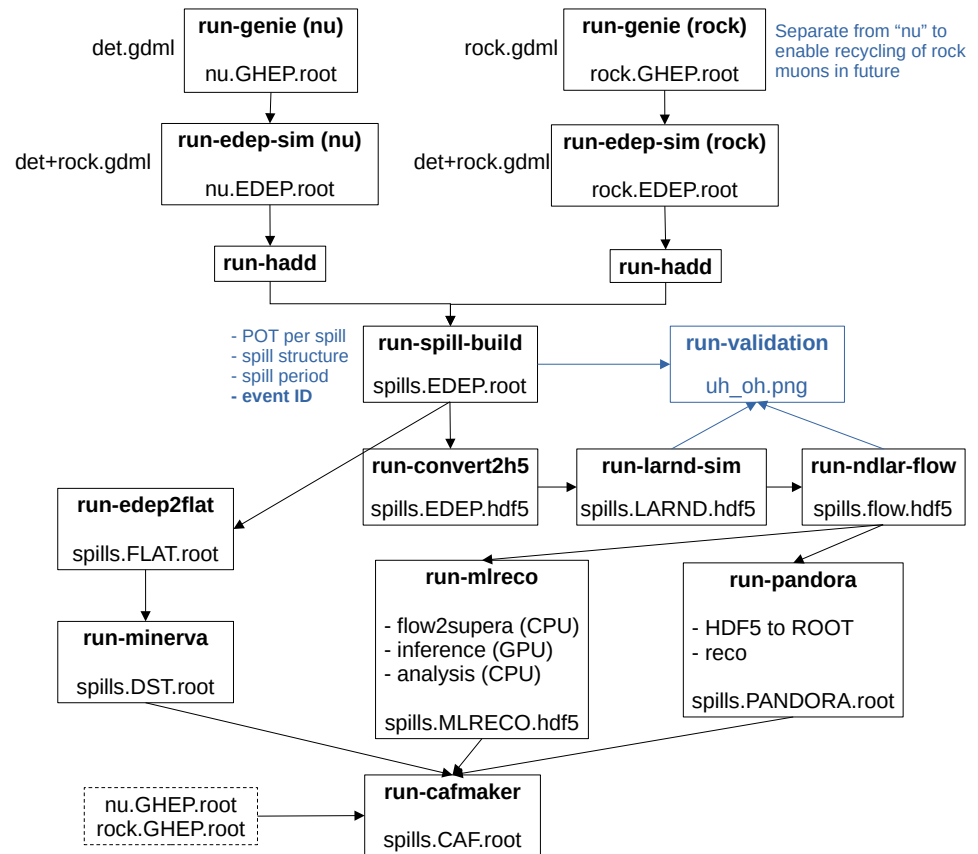 run-genie (nu)
det.gdml
nu.GHEP.root
run-genie (rock)
rock.gdml
rock.GHEP.root
Separate from “nu” to
enable recycling of rock
muons in future
run-edep-sim (nu)
det+rock.gdml
nu.EDEP.root
run-edep-sim (rock)
det+rock.gdml
rock.EDEP.root
run-hadd
run-hadd
- POT per spill
- spill structure
- spill period
- event ID
run-spill-build
spills.EDEP.root
run-validation
uh_oh.png
run-convert2h5
spills.EDEP.hdf5
run-larnd-sim
spills.LARND.hdf5
run-ndlar-flow
spills.flow.hdf5
run-edep2flat
spills.FLAT.root
run-mlreco
- flow2supera (CPU)
- inference (GPU)
- analysis (CPU)
spills.MLRECO.hdf5
run-pandora
- HDF5 to ROOT
- reco
spills.PANDORA.root
run-minerva
spills.DST.root
nu.GHEP.root
rock.GHEP.root
run-cafmaker
spills.CAF.root